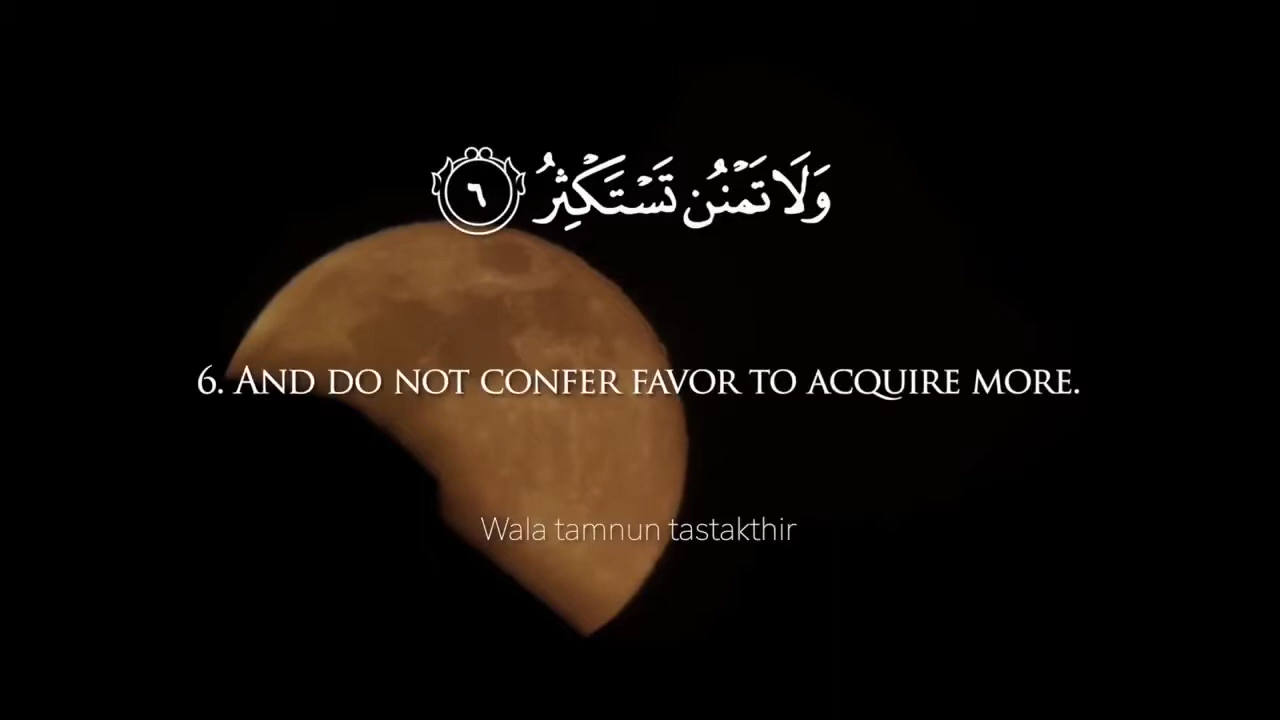 وَلَا تَمْنُن تَسْتَكْثِرُ ٦
6. AND DO NOT CONFER FAVOR TO ACQUIRE MORE.
Wala tamnun tastakthir